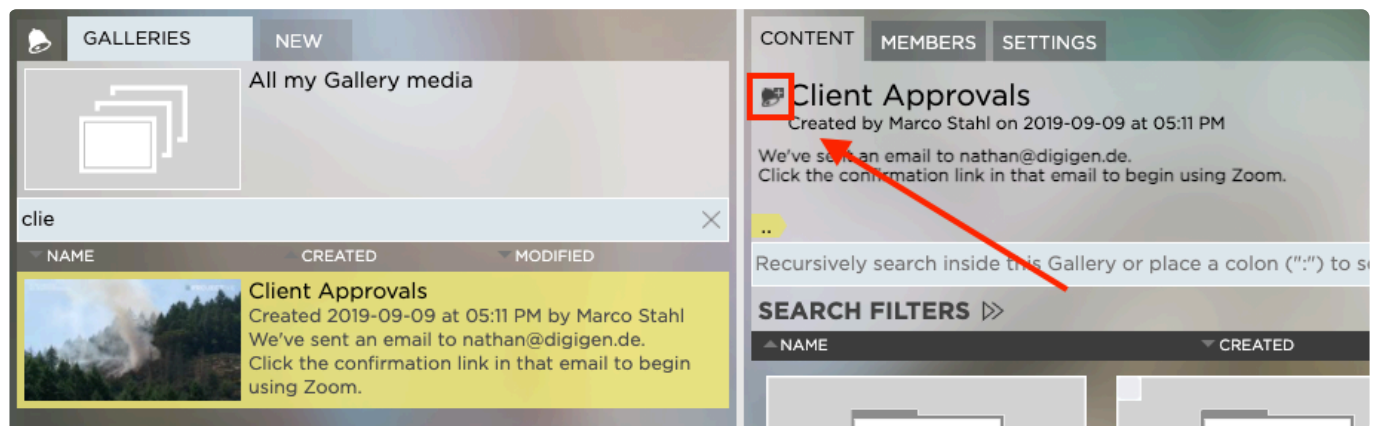 GALLERIES
NEW
All my Gallery media
clie
NAME
CREATED
MODIFIED
Client Approvals
Created 2019-09-09 at 05:11 PM by Marco Stahl
We've sent an email to nathan@digigen.de.
Click the confirmation link in that email to begin
using Zoom.
CONTENT
MEMBERS
SETTINGS
Client Approvals
Created by Marco Stahl on 2019-09-09 at 05:11 PM
We've sent an email to nathan@digigen.de.
Click the confirmation link in that email to begin using Zoom.
..
Recursively search inside this Gallery or place a colon (":") to
SEARCH FILTERS
NAME
CREATED